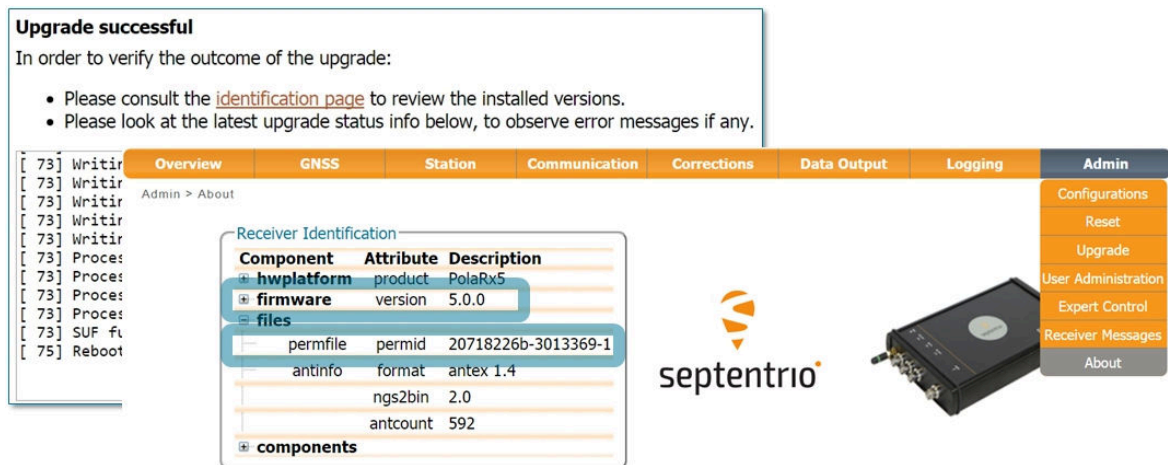 Upgrade successful
In order to verify the outcome of the upgrade:
• Please consult the identification page to review the installed versions.
• Please look at the latest upgrade status info below, to observe error messages if any.
[ 73] Writin
[ 73] Writin
[ 73] Writin
[ 73] Writin
[ 73] Writin
[ 73] Proces
[ 73] Proces
[ 73] Proces
[ 73] Proces
[ 73] SUF fu
[ 75] Reboot
Overview GNSS Station Communication Corrections Data Output Logging Admin
Admin > About
Configurations
Reset
Upgrade
User Administration
Expert Control
Receiver Messages
About
Receiver Identification
Component Attribute Description
hwplatform product PolaRx5
firmware version 5.0.0
files
permfile permid 20718226b-3013369-1
antinfo format antex 1.4
ngs2bin 2.0
antcount 592
components
septentrio